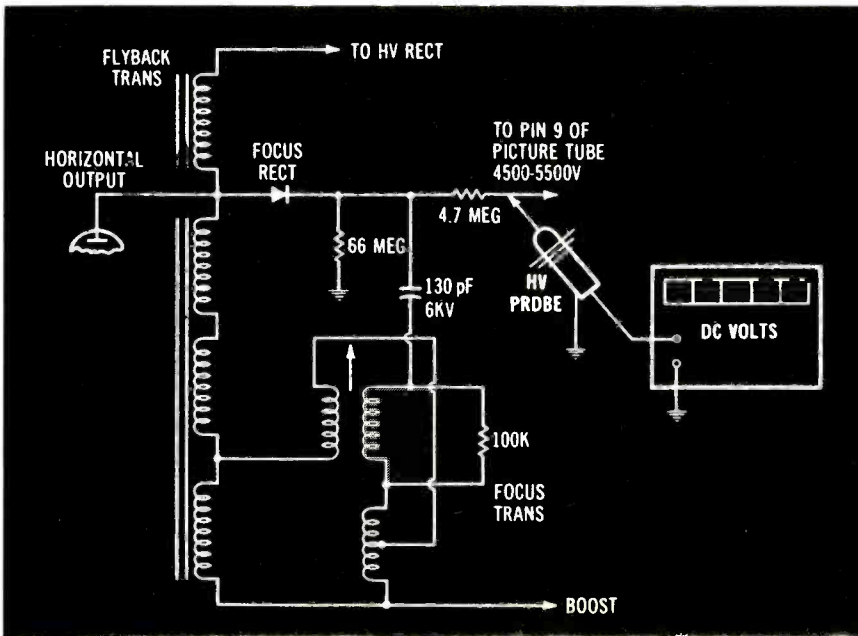 FLYBACK
TRANS
TO HV RECT
HORIZONTAL
OUTPUT
FOCUS
RECT
TO PIN 9 OF
PICTURE TUBE
4500-5500V
4.7 MEG
66 MEG
130 pF
6KV
HV
PROBE
DC VOLTS
100K
FOCUS
TRANS
BOOST